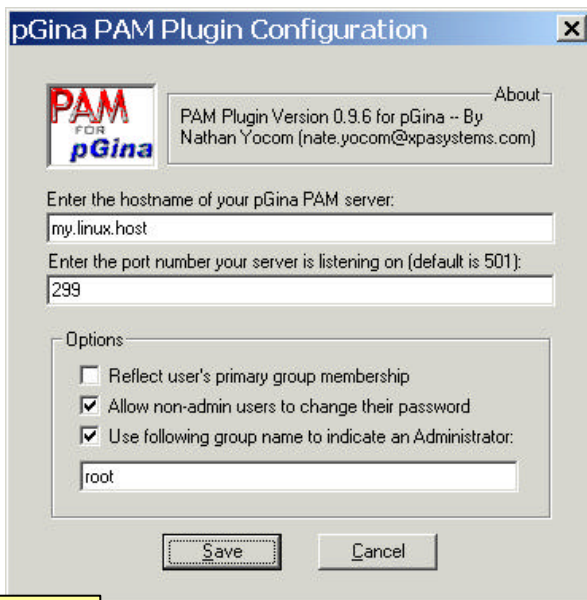 pGina PAM Plugin Configuration
PAM
FOR
pGina
About
PAM Plugin Version 0.9.6 for pGina -- By
Nathan Yocom (nate.yocom@xpasystems.com)
Enter the hostname of your pGina PAM server:
my.linux.host
Enter the port number your server is listening on (default is 501):
299
Options
Reflect user's primary group membership
Allow non-admin users to change their password
Use following group name to indicate an Administrator:
root
Save
Cancel